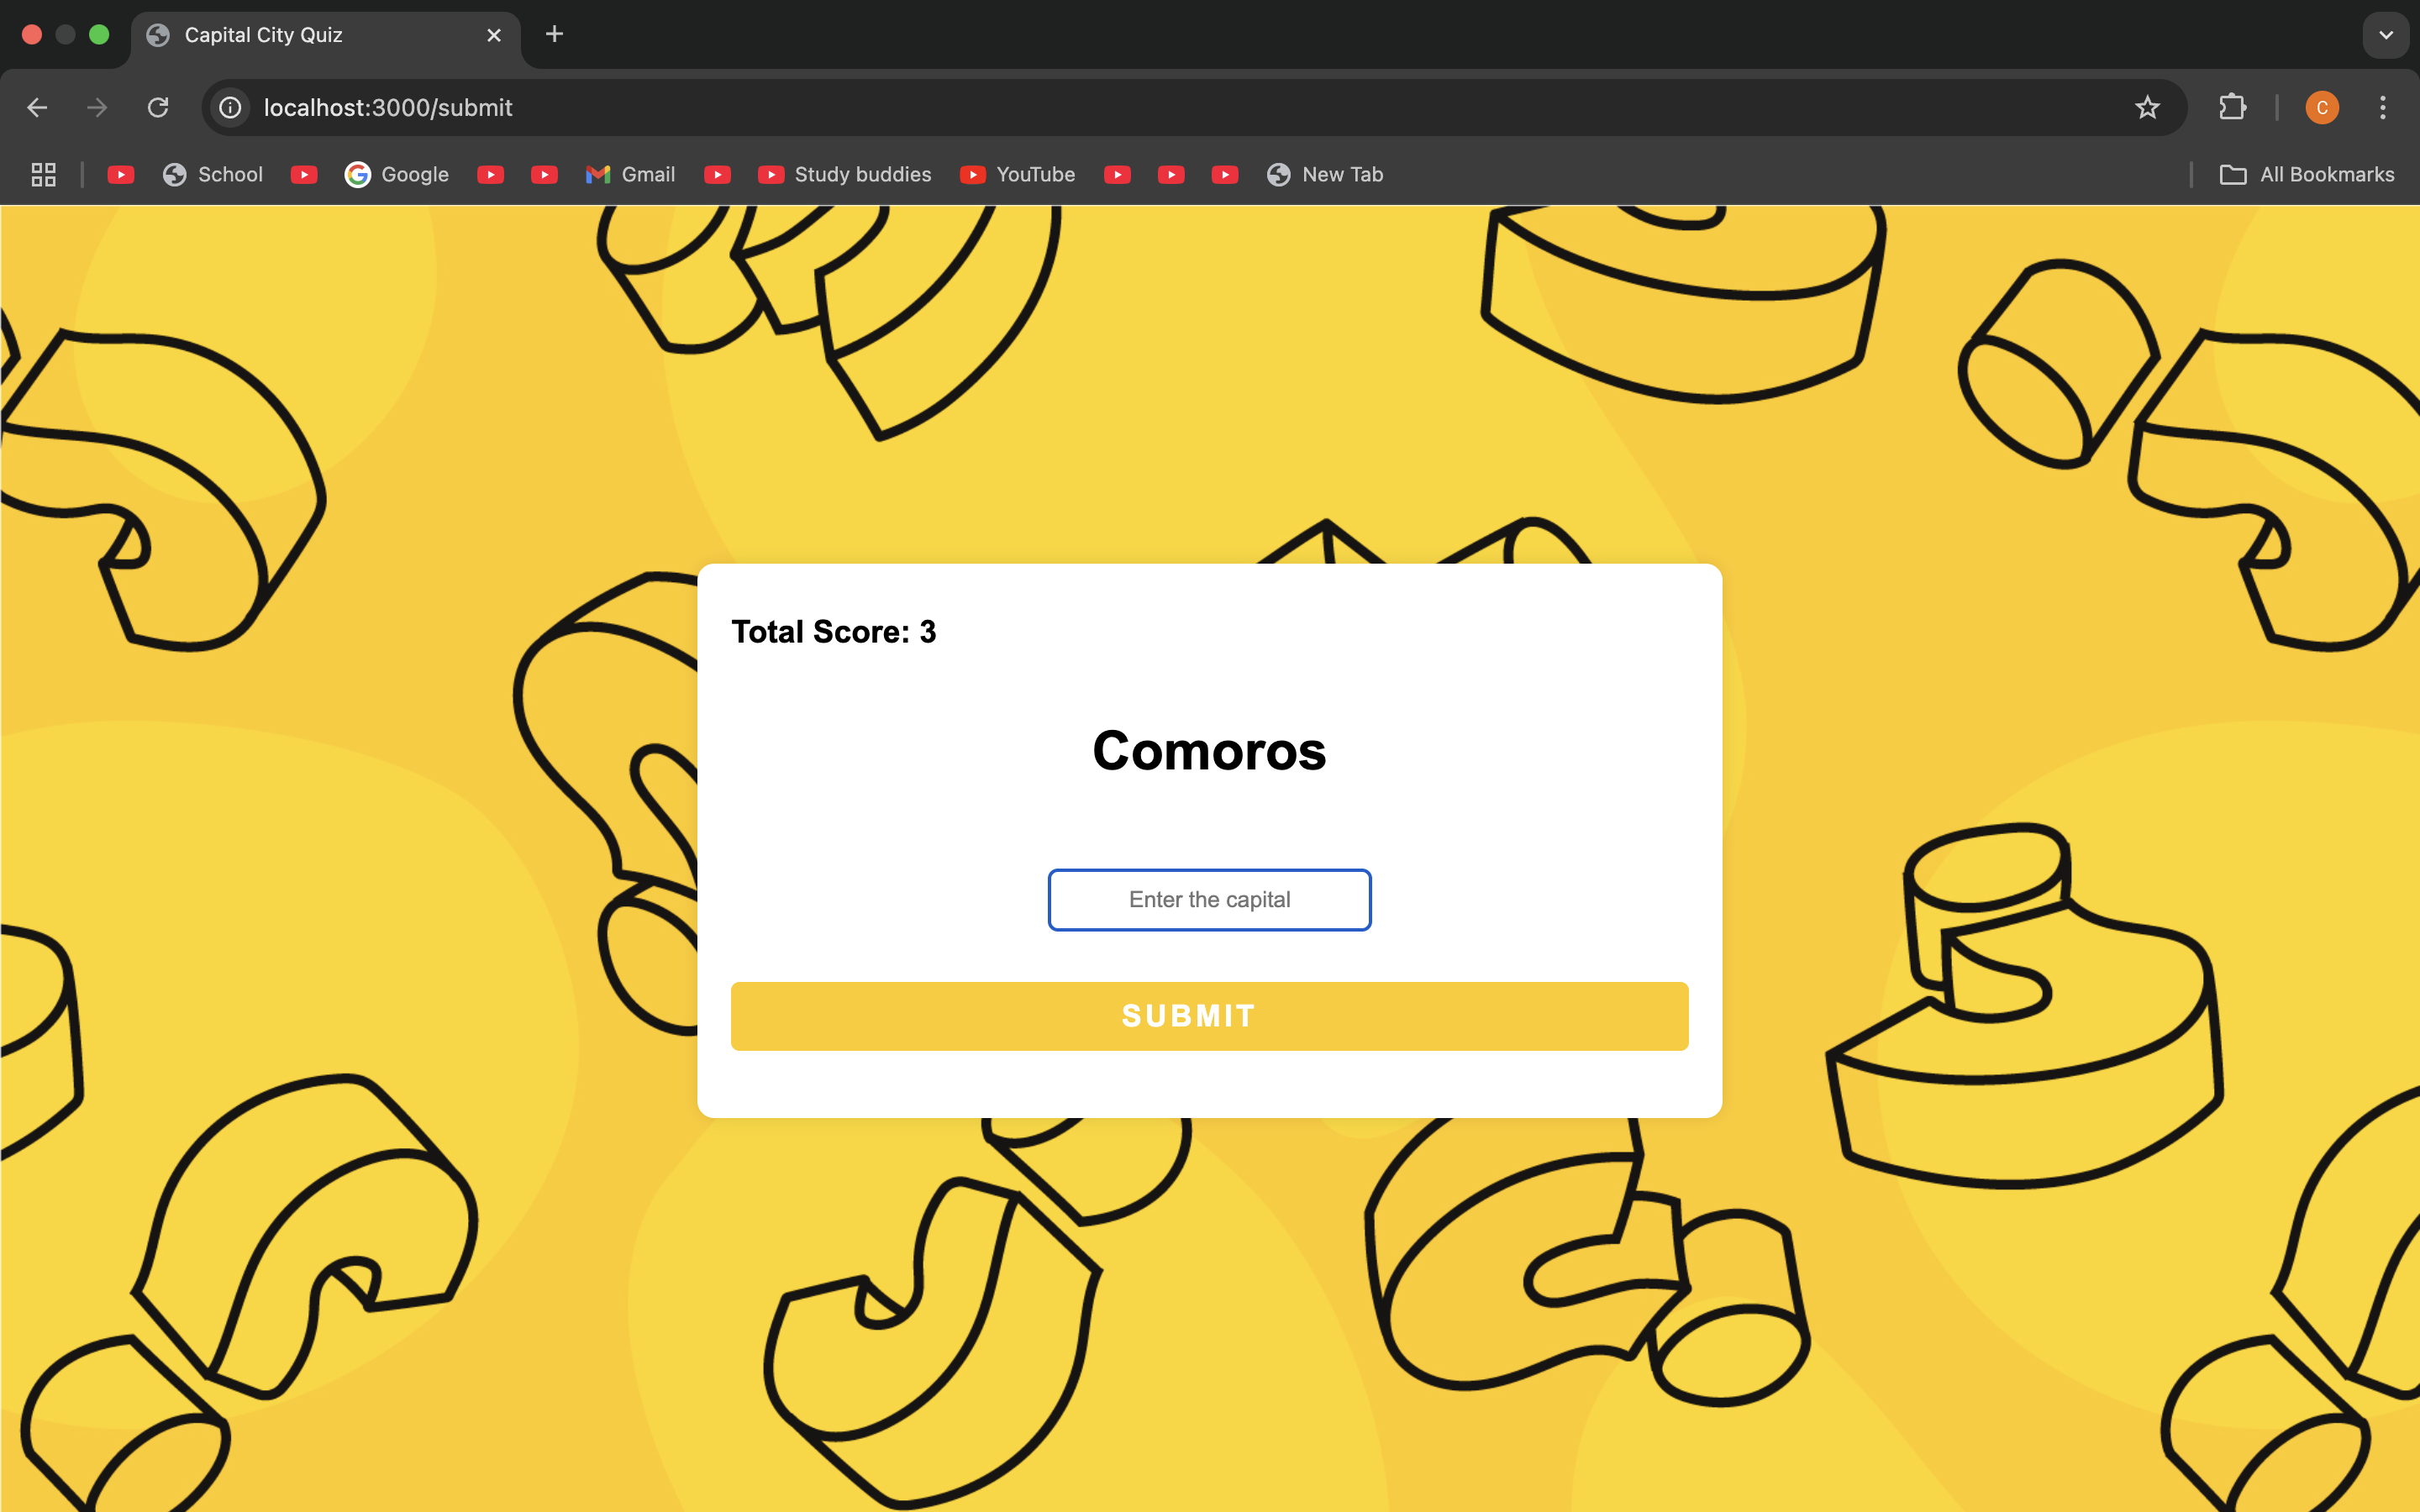 Capital City Quiz
localhost:3000/submit
C
School
Google
Gmail
Study buddies
YouTube
New Tab
All Bookmarks
Total Score: 3
Comoros
Enter the capital
SUBMIT